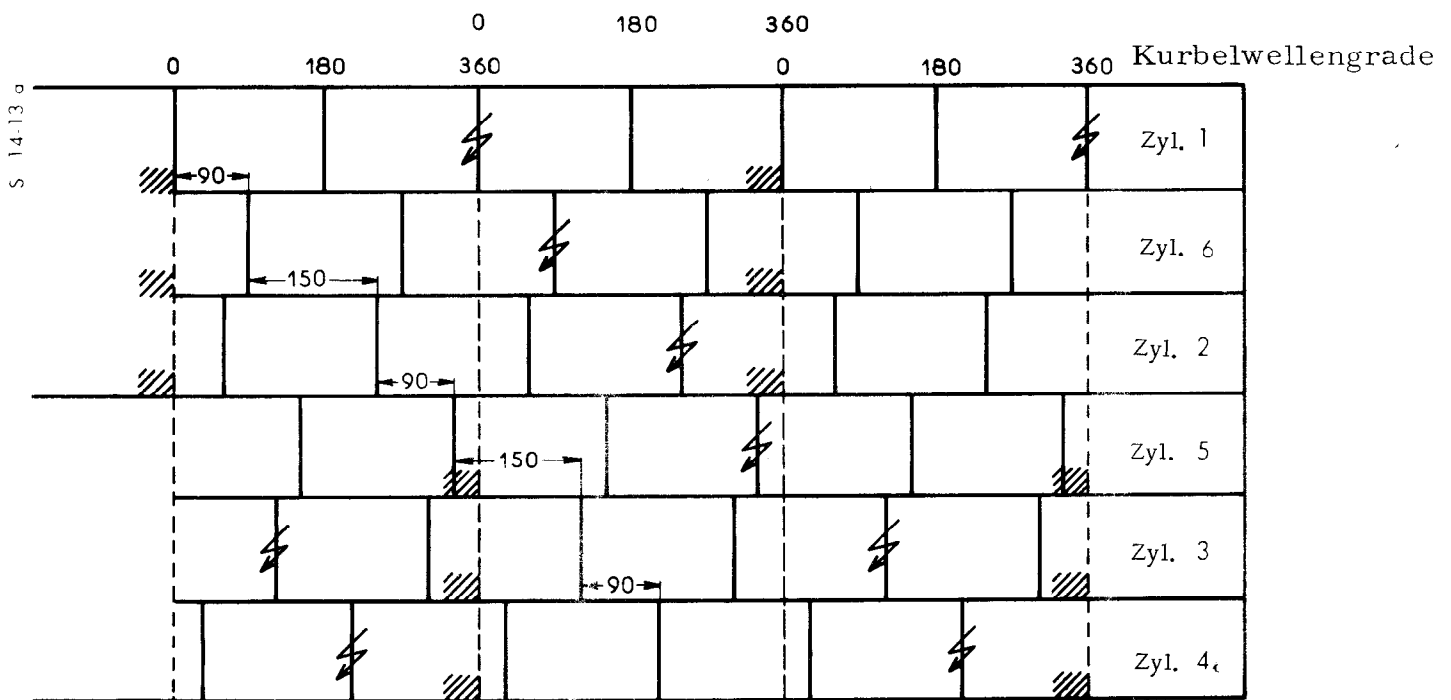 0 180 360
0 180 360 0 180 360 Kurbelwellengrade
S 14-13 a
Zyl. 1
90
Zyl. 6
150
Zyl. 2
90
Zyl. 5
150
Zyl. 3
90
Zyl. 4